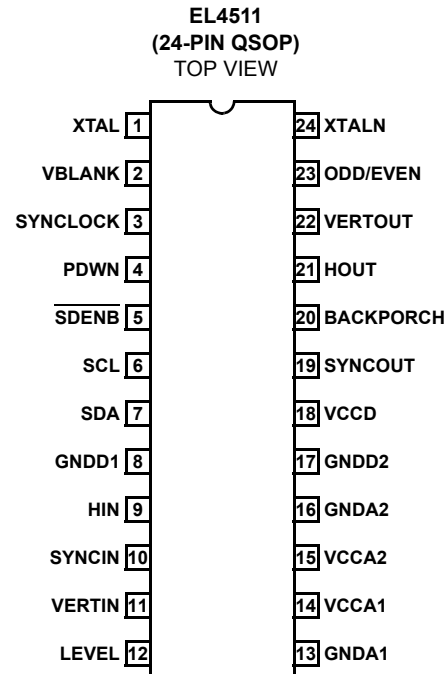 EL4511
(24-PIN QSOP)
TOP VIEW
XTAL 1 24 XTALN
VBLANK 2 23 ODD/EVEN
SYNCLOCK 3 22 VERTOUT
PDWN 4 21 HOUT
SDENB 5 20 BACKPORCH
SCL 6 19 SYNCOUT
SDA 7 18 VCCD
GNDD1 8 17 GNDD2
HIN 9 16 GNDA2
SYNCIN 10 15 VCCA2
VERTIN 11 14 VCCA1
LEVEL 12 13 GNDA1